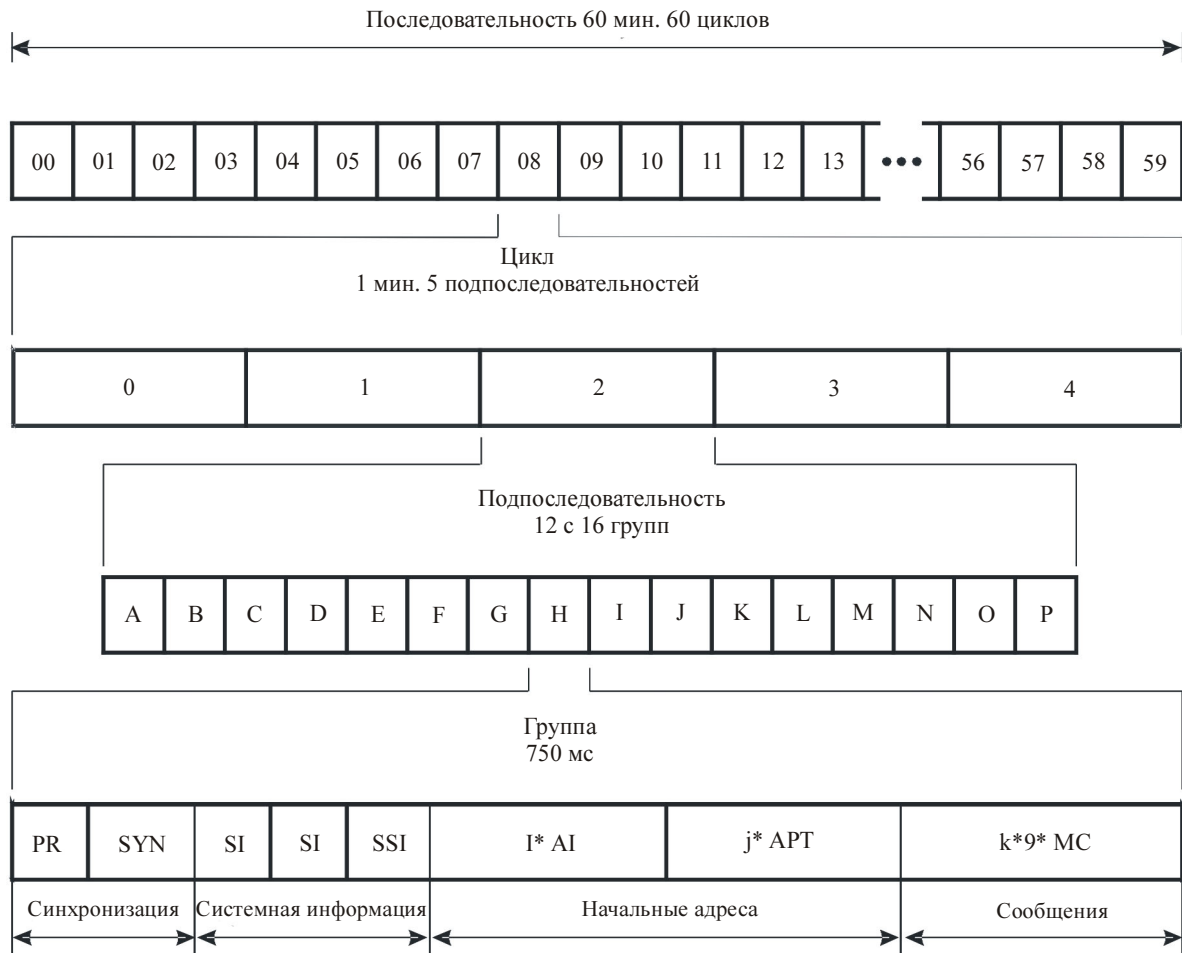 Последовательность 60 мин. 60 циклов
00 01 02 03 04 05 06 07 08 09 10 11 12 13 ••• 56 57 58 59
Цикл
1 мин. 5 подпоследовательностей
0 1 2 3 4
Подпоследовательность
12 с 16 групп
A B C D E F G H I J K L M N O P
Группа
750 мс
PR SYN SI SI SSI I* AI j* APT k*9* MC
Синхронизация Системная информация Начальные адреса Сообщения